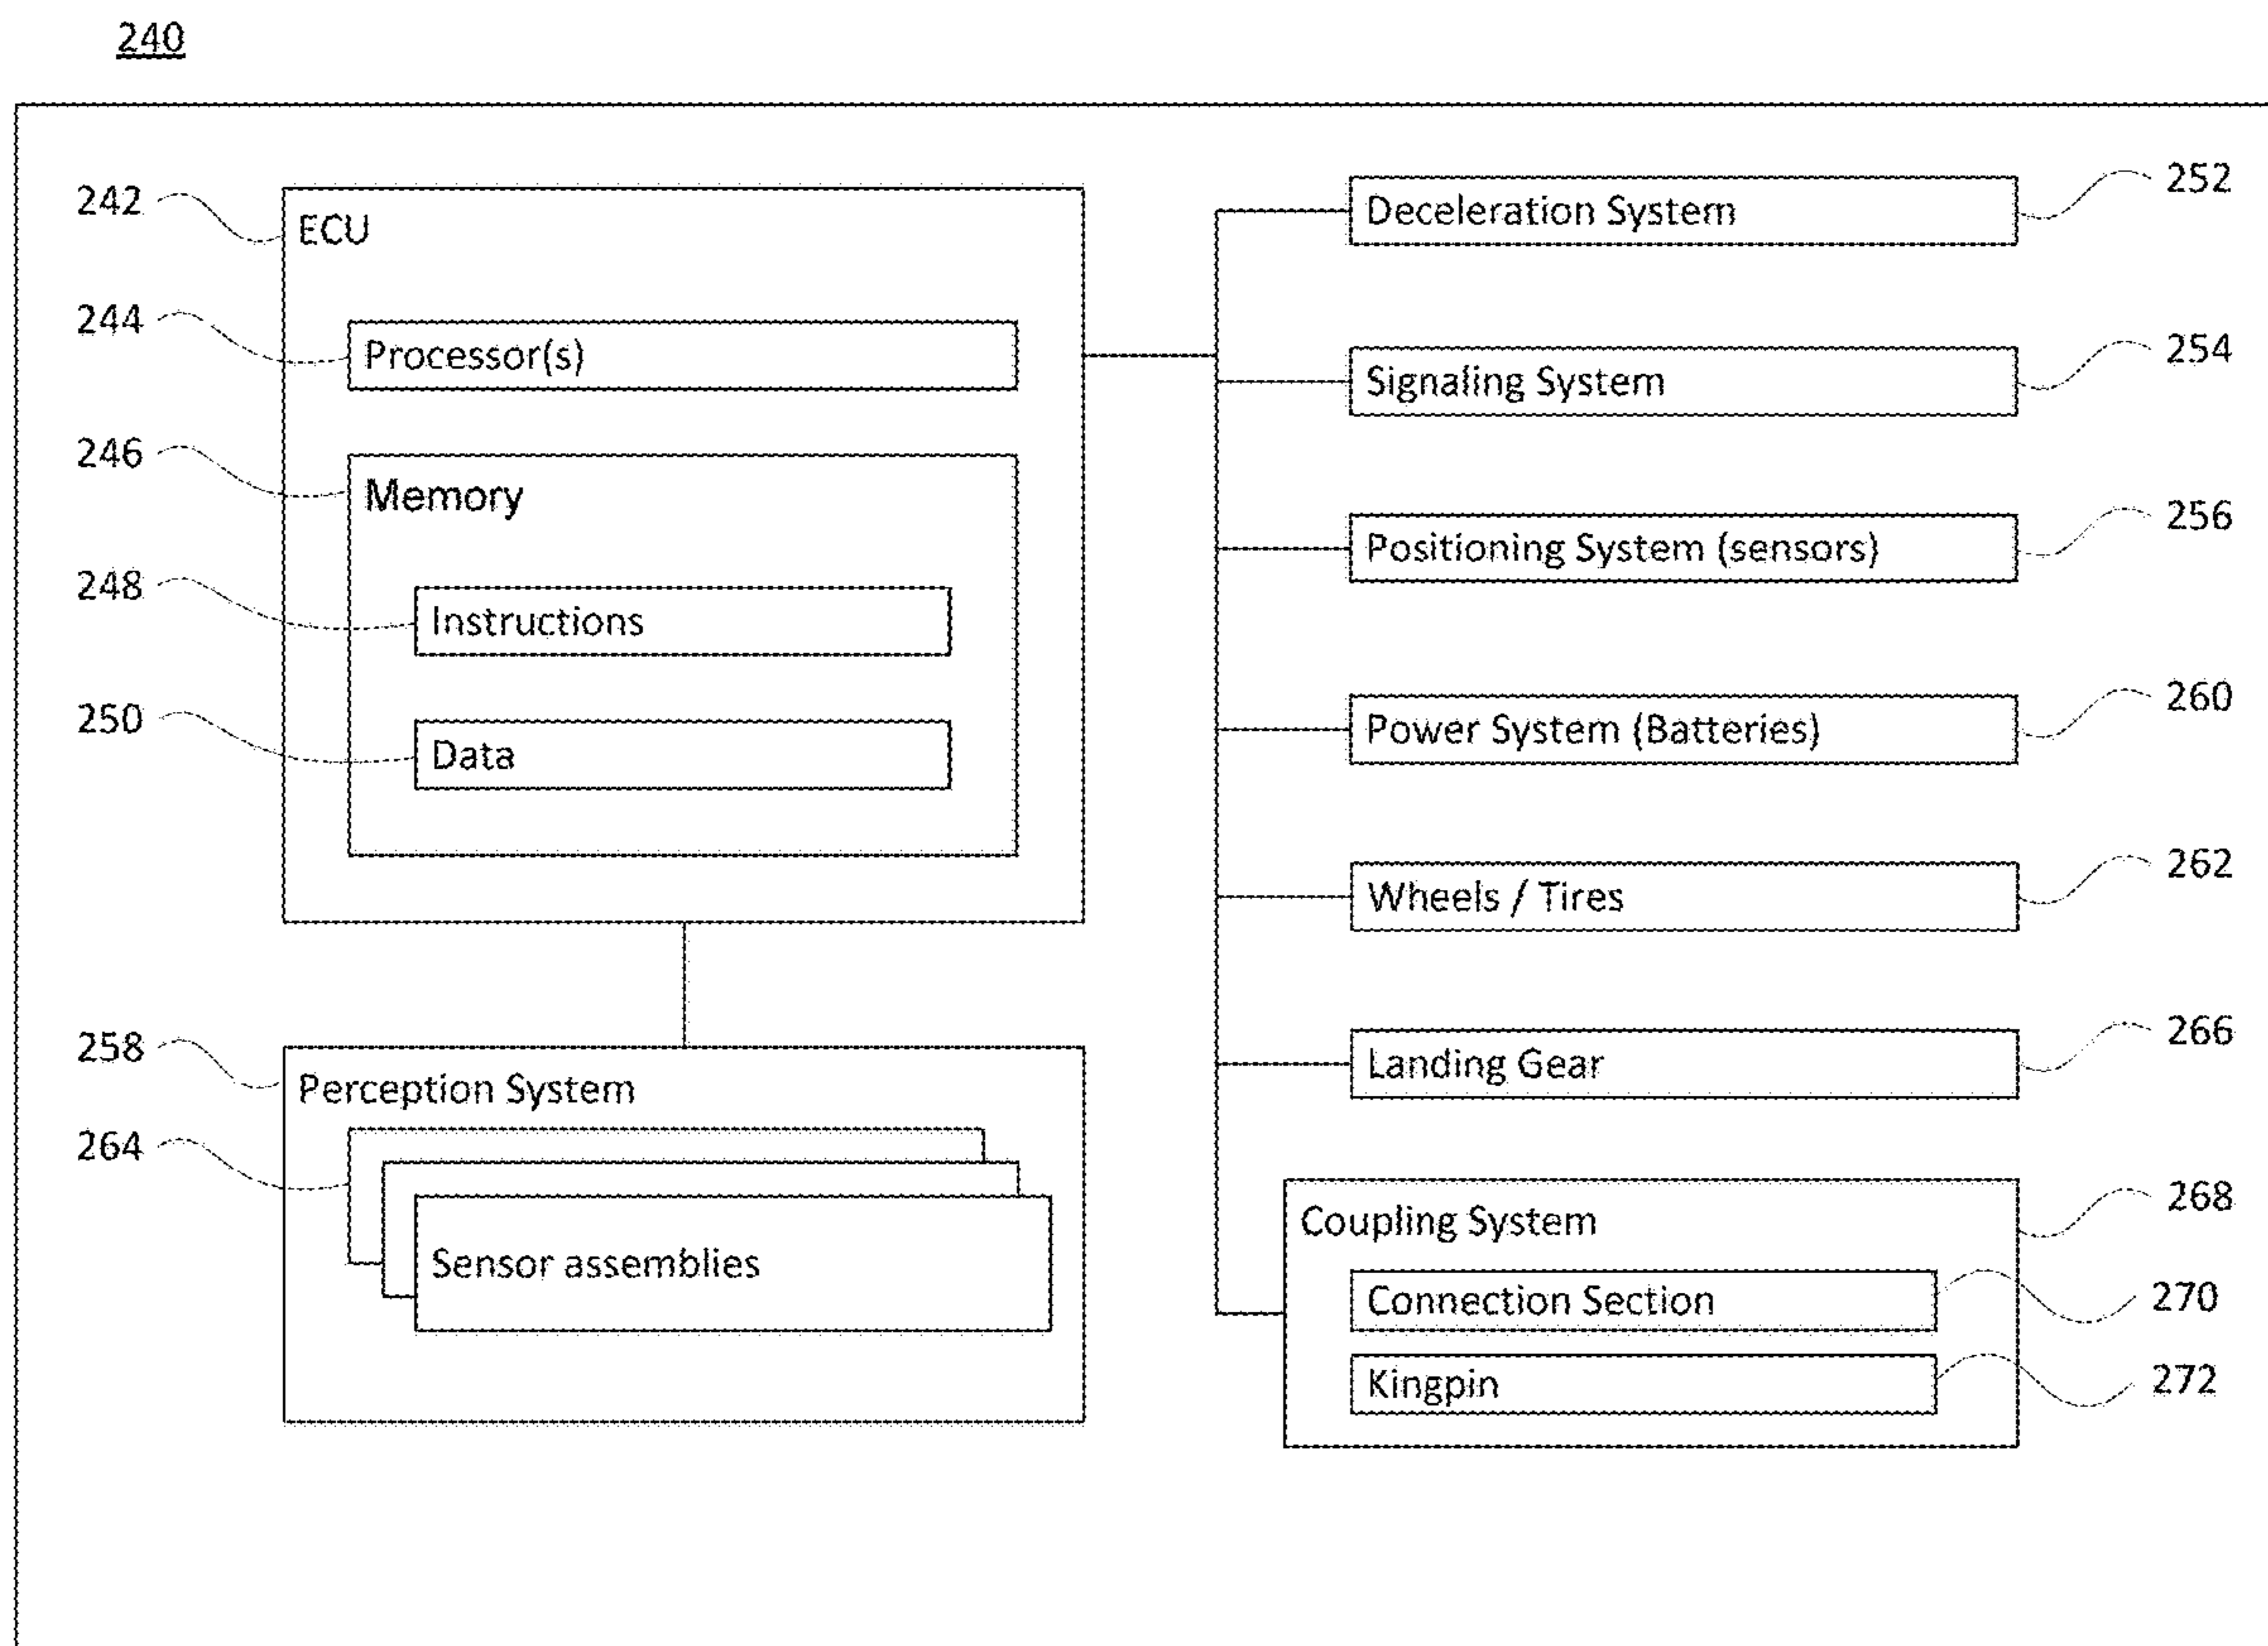 240
242
ECU
244
Processor(s)
246
Memory
248
Instructions
250
Data
258
Perception System
264
Sensor assemblies
Deceleration System
252
Signaling System
254
Positioning System (sensors)
256
Power System (Batteries)
260
Wheels / Tires
262
Landing Gear
266
Coupling System
268
Connection Section
270
Kingpin
272